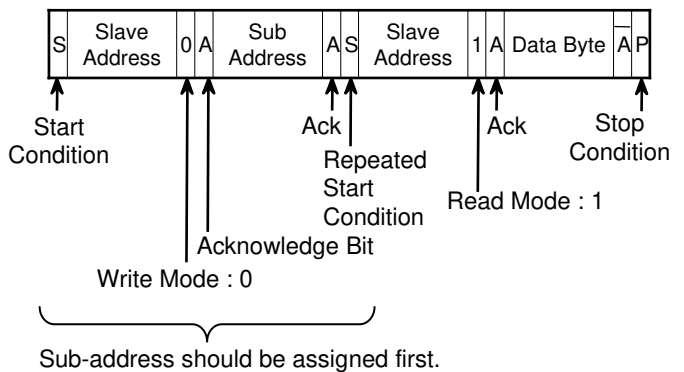 S Slave Address 0 A Sub Address A S Slave Address 1 A Data Byte A̅ P
Start Condition
Ack
Repeated Start Condition
Ack
Stop Condition
Read Mode : 1
Acknowledge Bit
Write Mode : 0
Sub-address should be assigned first.